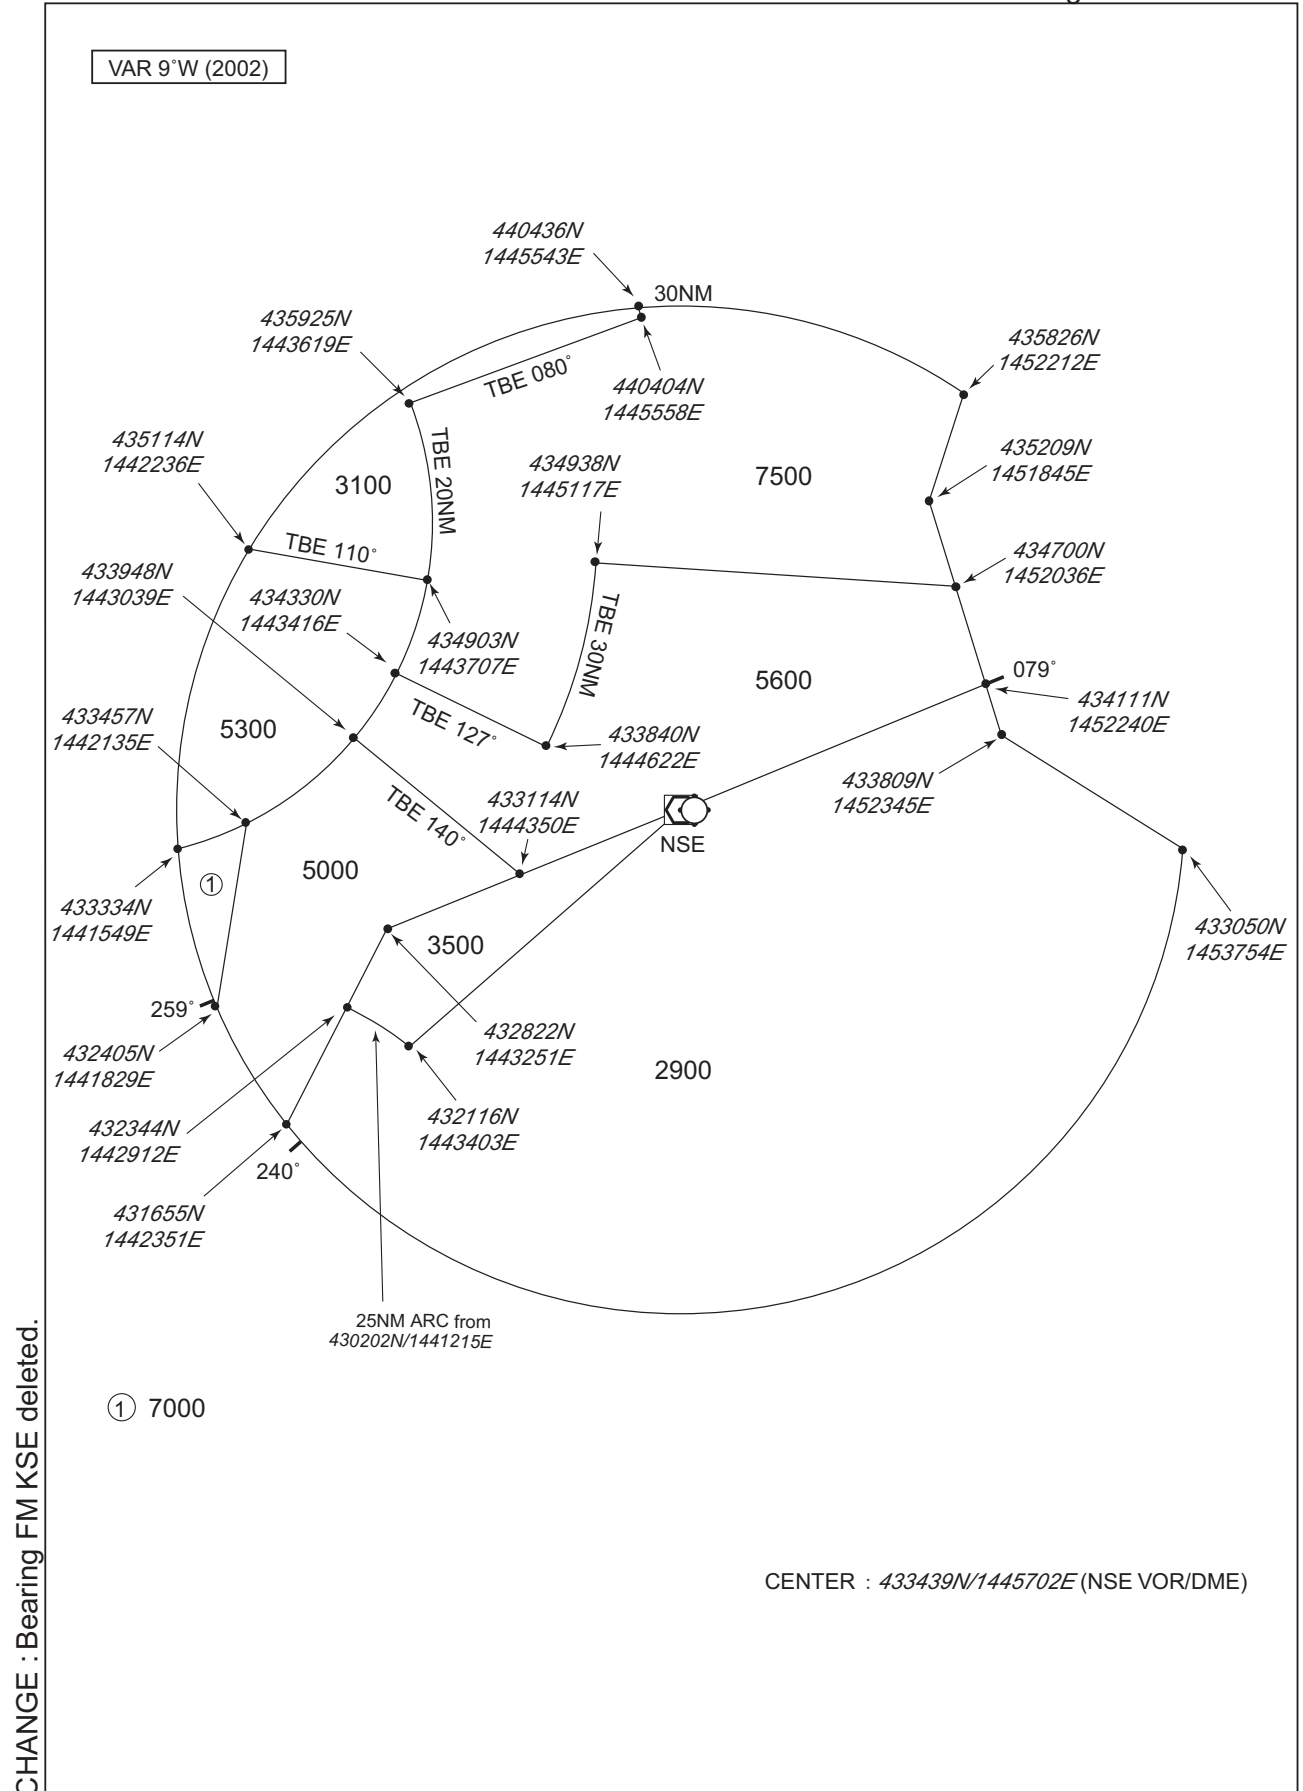 VAR 9°W (2002)
440436N
1445543E
30NM
435925N
1443619E
435826N
1452212E
TBE 080°
440404N
1445558E
435114N
1442236E
TBE 20NM
434938N
1445117E
435209N
1451845E
3100
7500
TBE 110°
433948N
1443039E
434330N
1443416E
434903N
1443707E
434700N
1452036E
TBE 30NM
5600
079°
433457N
1442135E
5300
TBE 127°
433840N
1444622E
434111N
1452240E
433809N
1452345E
TBE 140°
433114N
1444350E
NSE
5000
1
433334N
1441549E
3500
433050N
1453754E
259°
432405N
1441829E
432822N
1443251E
2900
432344N
1442912E
432116N
1443403E
240°
431655N
1442351E
25NM ARC from
430202N/1441215E
1 7000
CENTER : 433439N/1445702E (NSE VOR/DME)
CHANGE : Bearing FM KSE deleted.